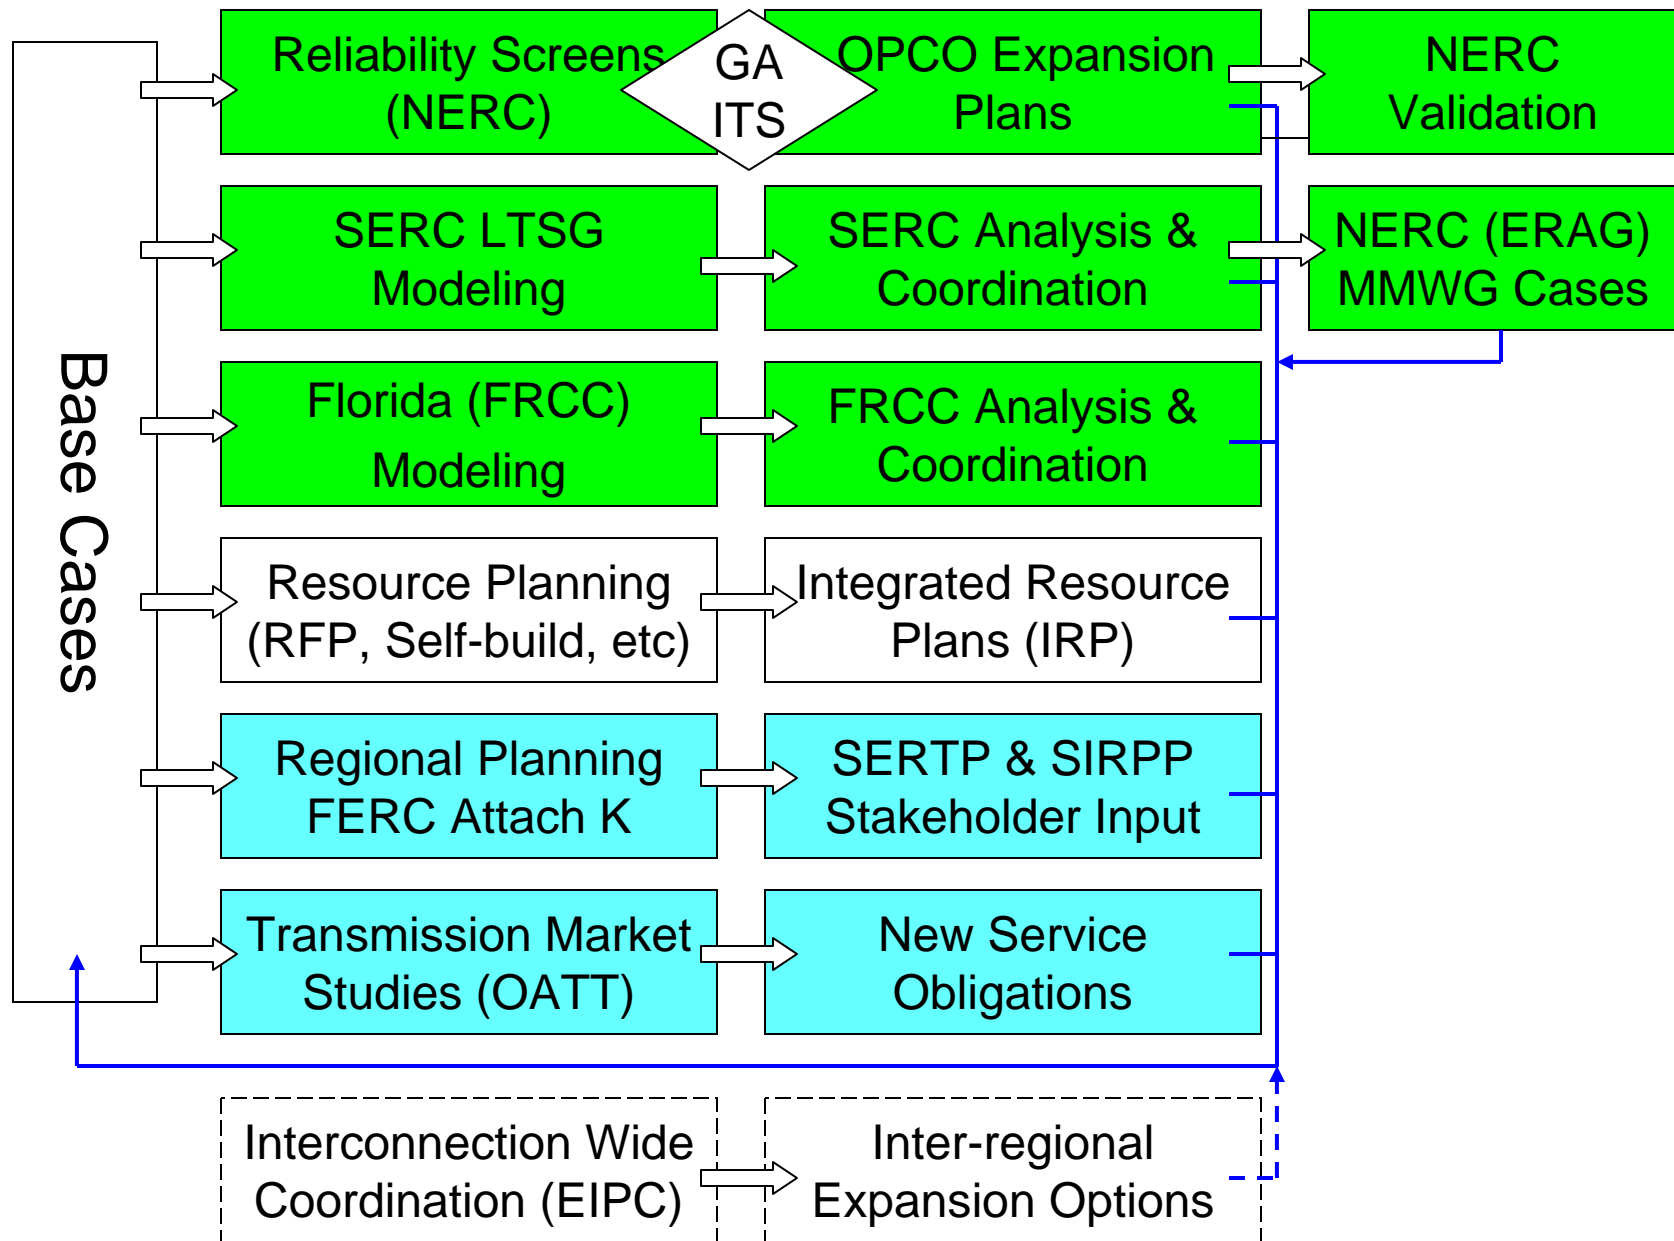 Base Cases
Reliability Screens
(NERC)
GA
ITS
OPCO Expansion
Plans
NERC
Validation
SERC LTSG
Modeling
SERC Analysis &
Coordination
NERC (ERAG)
MMWG Cases
Florida (FRCC)
Modeling
FRCC Analysis &
Coordination
Resource Planning
(RFP, Self-build, etc)
Integrated Resource
Plans (IRP)
Regional Planning
FERC Attach K
SERTP & SIRPP
Stakeholder Input
Transmission Market
Studies (OATT)
New Service
Obligations
Interconnection Wide
Coordination (EIPC)
Inter-regional
Expansion Options